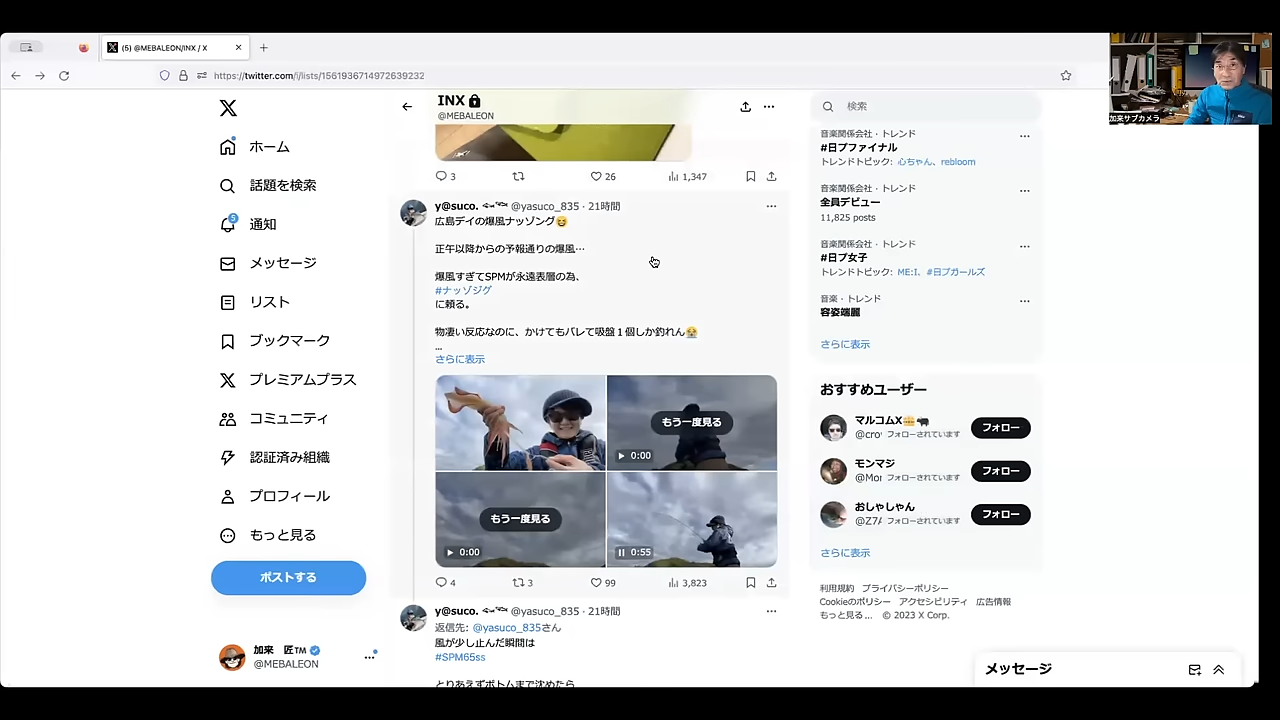 (5) @MEBALEON/INX / X
https://twitter.com/i/lists/1561936714972639232
加来サブカメラ
ホーム
話題を検索
5
通知
メッセージ
リスト
ブックマーク
プレミアムプラス
コミュニティ
認証済み組織
プロフィール
もっと見る
ポストする
加来 匠™
@MEBALEON
INX
@MEBALEON
3
26
1,347
y@suco. @yasuco_835・21時間
広島デイの爆風ナッゾング😆
正午以降からの予報通りの爆風…
爆風すぎてSPMが永遠表層の為、
#ナッゾジグ
に頼る。
物凄い反応なのに、かけてもバレて吸盤１個しか釣れん😭
...
さらに表示
もう一度見る
0:00
もう一度見る
0:00
0:55
4
3
99
3,823
y@suco. @yasuco_835・21時間
返信先: @yasuco_835さん
風が少し止んだ瞬間は
#SPM65ss
とりあえずボトムまで沈めたら
検索
音楽関係会社・トレンド
#日プファイナル
トレンドトピック: 心ちゃん、rebloom
音楽関係会社・トレンド
全員デビュー
11,825 posts
音楽関係会社・トレンド
#日プ女子
トレンドトピック: ME:I、#日プガールズ
音楽・トレンド
容姿端麗
さらに表示
おすすめユーザー
マルコムX🍔🐃
@cro フォローされています
フォロー
モンマジ
@Mor フォローされています
フォロー
おしゃしゃん
@Z7A フォローされています
フォロー
さらに表示
利用規約 プライバシーポリシー
Cookieのポリシー アクセシビリティ 広告情報
もっと見る… © 2023 X Corp.
メッセージ